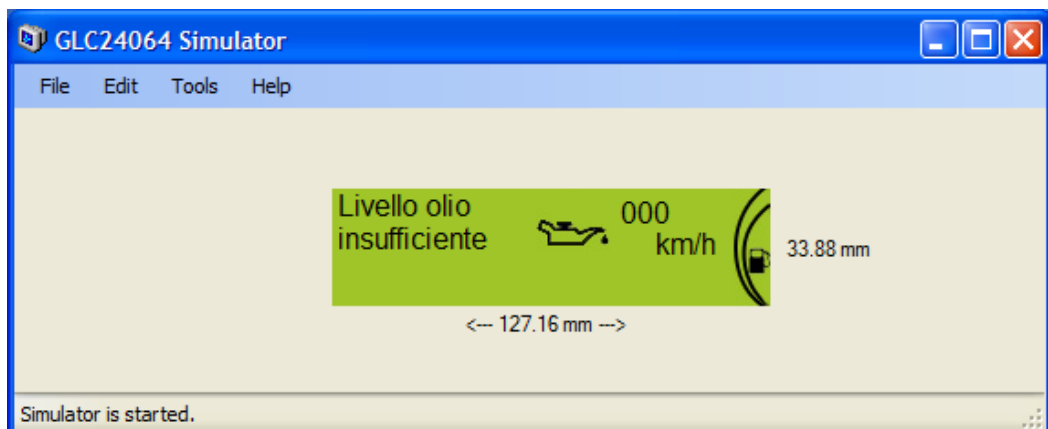 GLC24064 Simulator
File Edit Tools Help
Livello olio
insufficiente
000
km/h
33.88 mm
<--- 127.16 mm --->
Simulator is started.